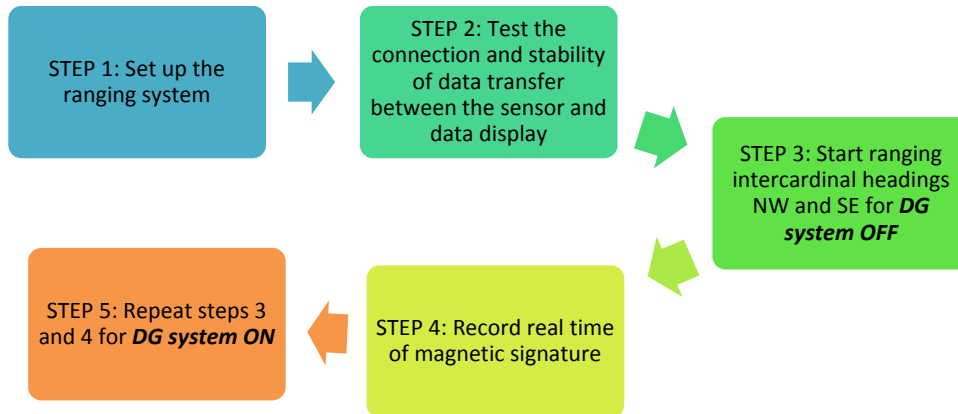 STEP 1: Set up the
ranging system
STEP 2: Test the
connection and stability
of data transfer
between the sensor and
data display
STEP 3: Start ranging
intercardinal headings
NW and SE for DG
system OFF
STEP 4: Record real time
of magnetic signature
STEP 5: Repeat steps 3
and 4 for DG system ON